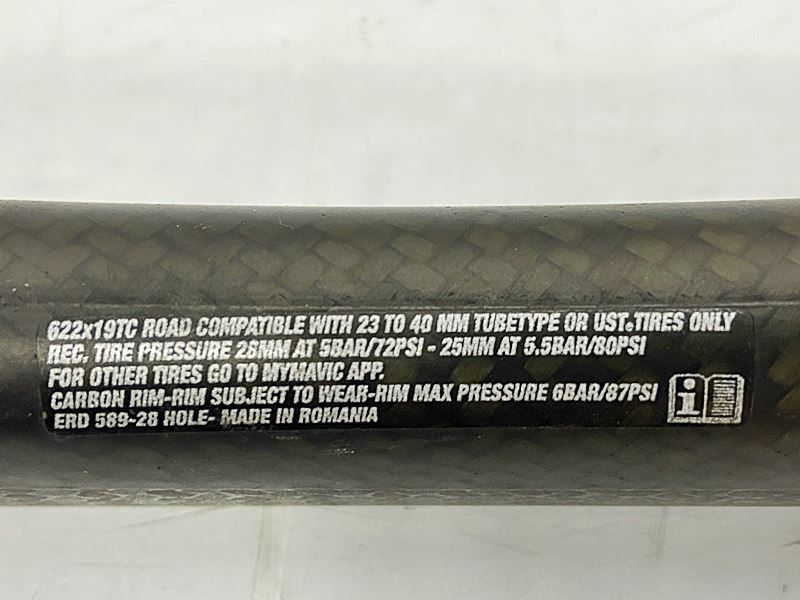 622x19TC ROAD COMPATIBLE WITH 23 TO 40 MM TUBETYPE OR UST® TIRES ONLY
REC. TIRE PRESSURE 28MM AT 5BAR/72PSI - 25MM AT 5.5BAR/80PSI
FOR OTHER TIRES GO TO MYMAVIC APP.
CARBON RIM-RIM SUBJECT TO WEAR-RIM MAX PRESSURE 6BAR/87PSI
ERD 589-28 HOLE- MADE IN ROMANIA